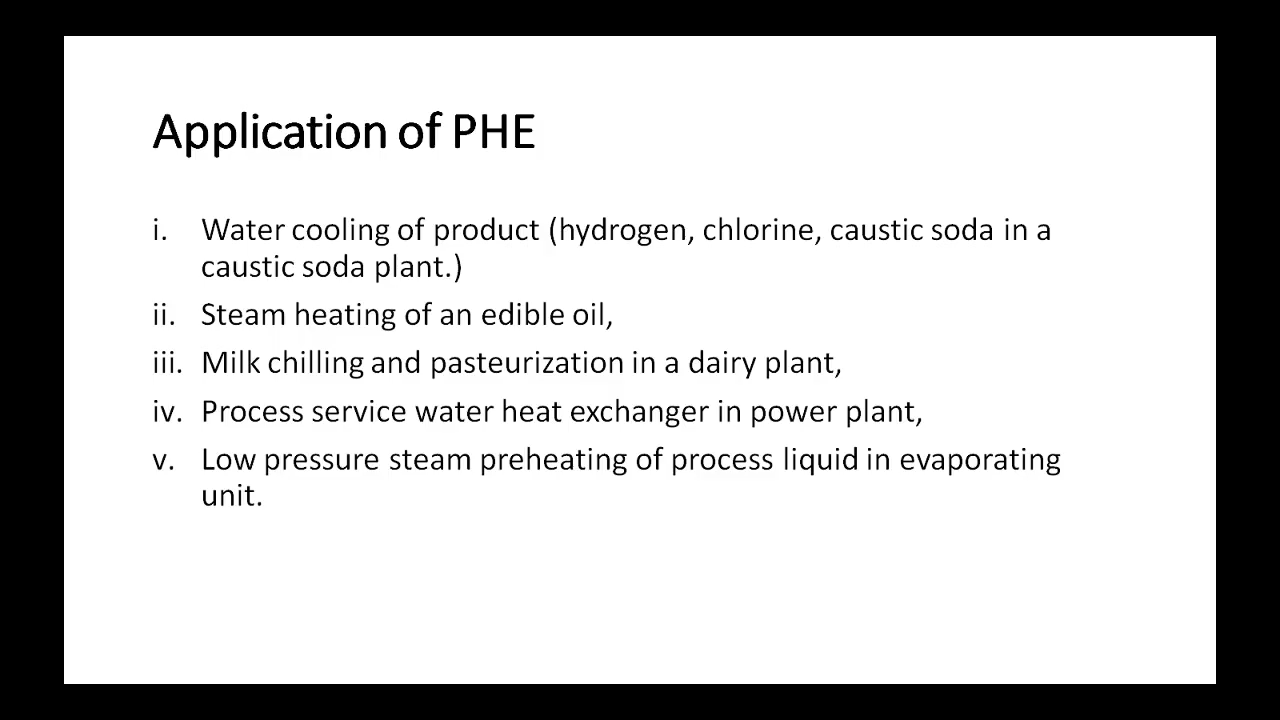 Application of PHE
i. Water cooling of product (hydrogen, chlorine, caustic soda in a
caustic soda plant.)
ii. Steam heating of an edible oil,
iii. Milk chilling and pasteurization in a dairy plant,
iv. Process service water heat exchanger in power plant,
v. Low pressure steam preheating of process liquid in evaporating
unit.